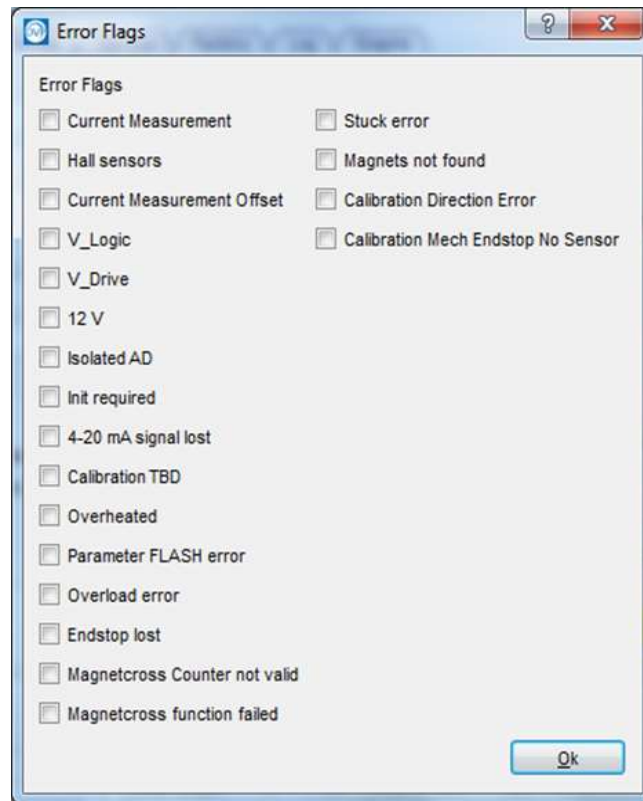 Error Flags
Error Flags
Current Measurement
Hall sensors
Current Measurement Offset
V_Logic
V_Drive
12 V
Isolated AD
Init required
4-20 mA signal lost
Calibration TBD
Overheated
Parameter FLASH error
Overload error
Endstop lost
Magnetcross Counter not valid
Magnetcross function failed
Stuck error
Magnets not found
Calibration Direction Error
Calibration Mech Endstop No Sensor
Ok